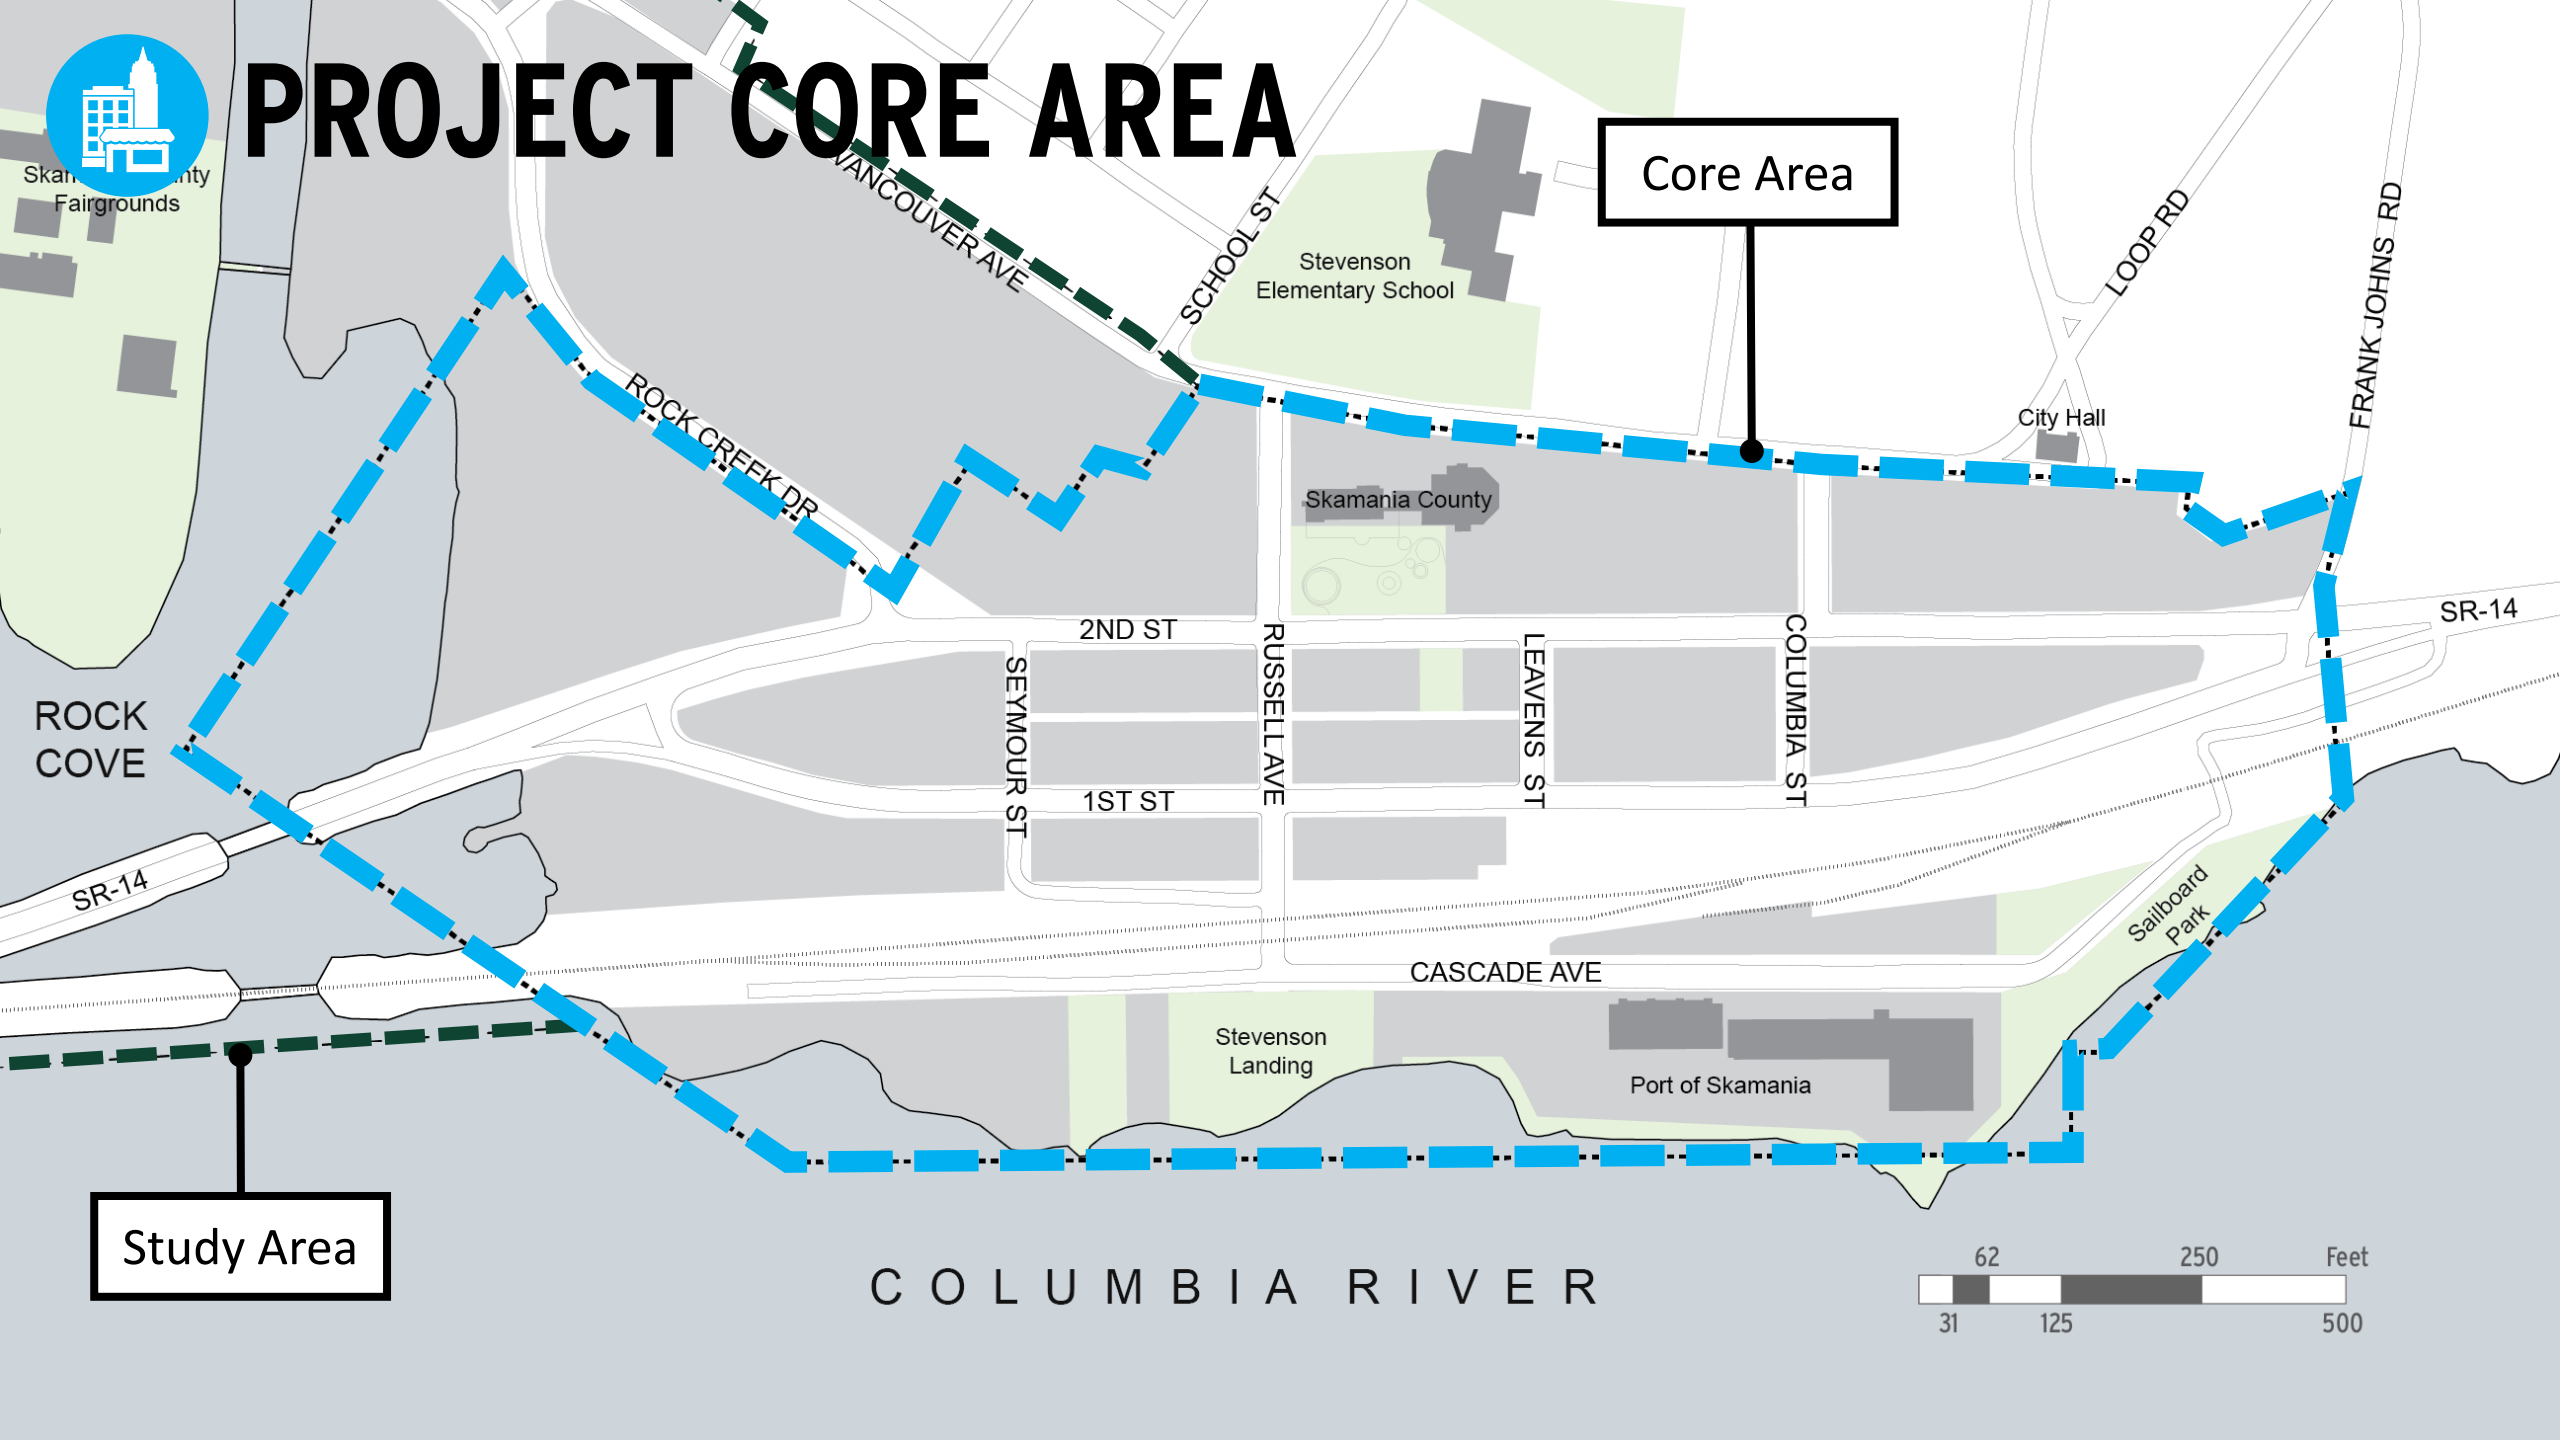 PROJECT CORE AREA
Core Area
Fairgrounds
VANCOUVER AVE
SCHOOL ST
Stevenson
Elementary School
LOOP RD
FRANK JOHNS RD
City Hall
ROCK CREEK DR
Skamania County
SR-14
2ND ST
SEYMOUR ST
RUSSELL AVE
LEAVENS ST
COLUMBIA ST
ROCK
COVE
1ST ST
SR-14
Sailboard
Park
CASCADE AVE
Stevenson
Landing
Port of Skamania
Study Area
COLUMBIA RIVER
62 250 Feet
31 125 500